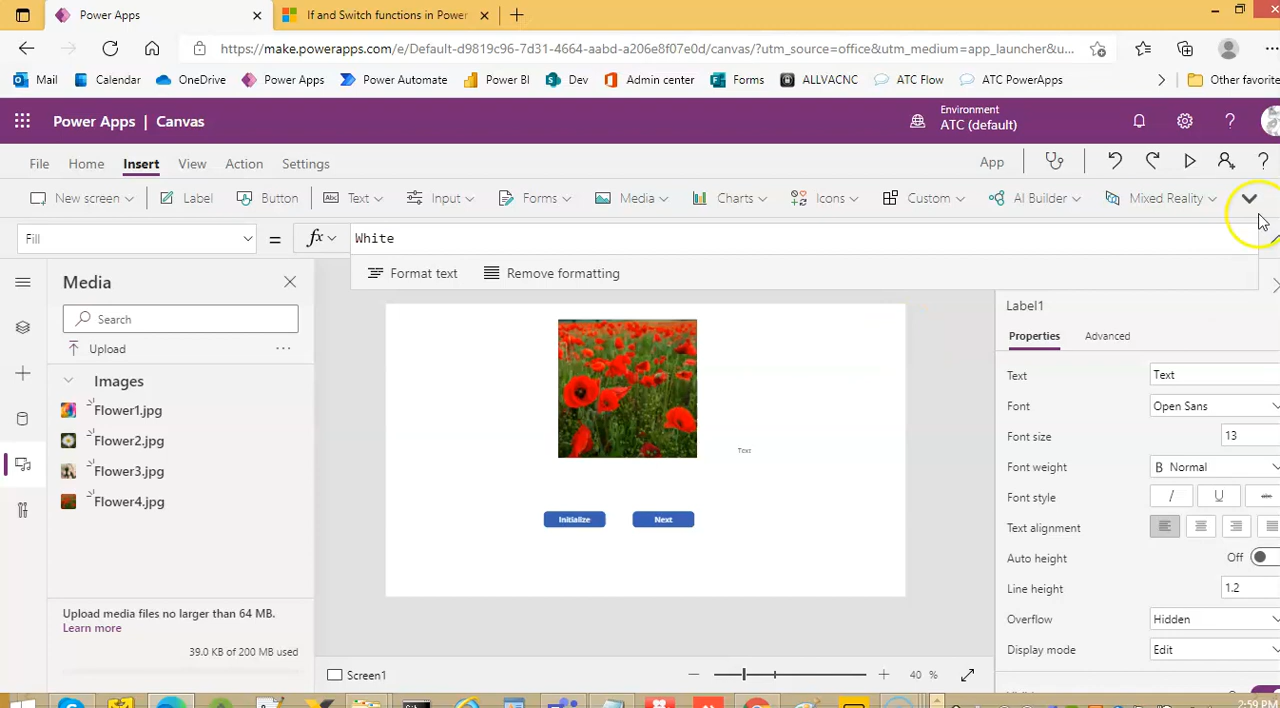 Power Apps
If and Switch functions in Power
https://make.powerapps.com/e/Default-d9819c96-7d31-4664-aabd-a206e8f07e0d/canvas/?utm_source=office&utm_medium=app_launcher&u...
Mail Calendar OneDrive Power Apps Power Automate Power BI Dev Admin center Forms ALLVACNC ATC Flow ATC PowerApps Other favorite
Power Apps | Canvas
Environment
ATC (default)
File Home Insert View Action Settings App
New screen Label Button Abc Text Input Forms Media Charts Icons Custom AI Builder Mixed Reality
Fill = fx White
Format text Remove formatting
Media
Search
Upload ...
Images
Flower1.jpg
Flower2.jpg
Flower3.jpg
Flower4.jpg
Upload media files no larger than 64 MB.
Learn more
39.0 KB of 200 MB used
Text
Initialize Next
Screen1
40 %
Label1
Properties Advanced
Text Text
Font Open Sans
Font size 13
Font weight B Normal
Font style / U abc
Text alignment
Auto height Off
Line height 1.2
Overflow Hidden
Display mode Edit
2:59 PM